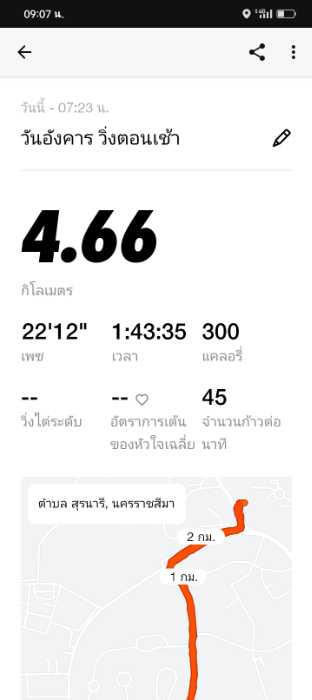 09:07 น.
วันนี้ - 07:23 น.
วันอังคาร วิ่งตอนเช้า
4.66
กิโลเมตร
22'12" 1:43:35 300
เพซ เวลา แคลอรี่
-- -- 45
วิ่งไต่ระดับ อัตราการเต้น จำนวนก้าวต่อ
ของหัวใจเฉลี่ย นาที
ตำบล สุรนารี, นครราชสีมา
2 กม.
1 กม.